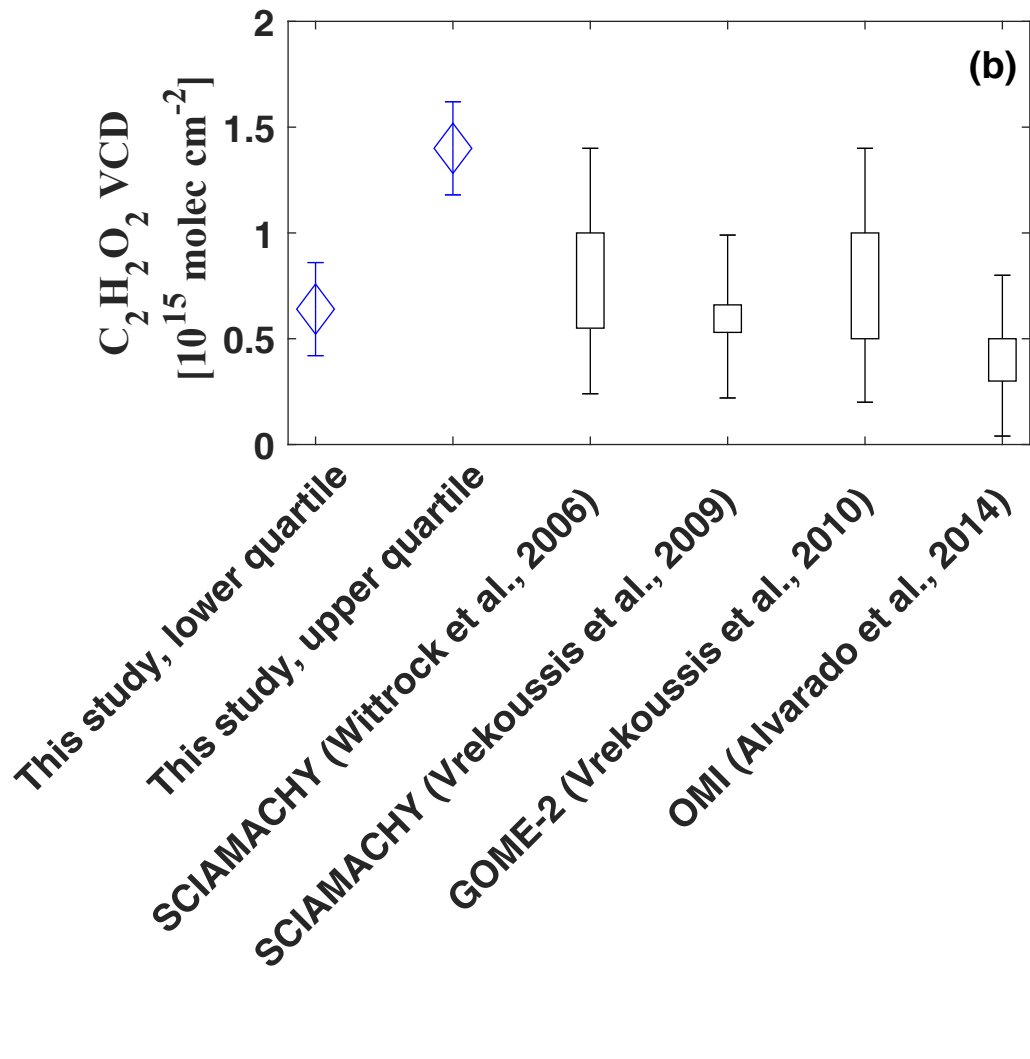 (b)
C₂H₂O₂ VCD
[10¹⁵ molec cm⁻²]
2
1.5
1
0.5
0
This study, lower quartile
This study, upper quartile
SCIAMACHY (Wittrock et al., 2006)
SCIAMACHY (Vrekoussis et al., 2009)
GOME-2 (Vrekoussis et al., 2010)
OMI (Alvarado et al., 2014)